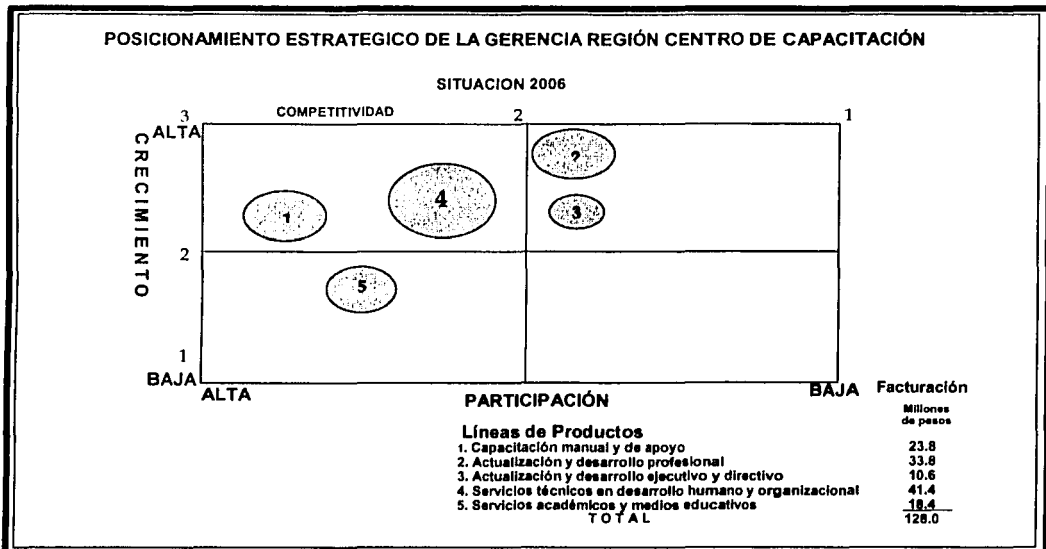 POSICIONAMIENTO ESTRATEGICO DE LA GERENCIA REGIÓN CENTRO DE CAPACITACIÓN
SITUACION 2006
3 COMPETITIVIDAD 2 1
ALTA
CRECIMIENTO
?
4
1
3
2
5
1
BAJA
ALTA PARTICIPACIÓN BAJA
Facturación
Millones
de pesos
Líneas de Productos
1. Capacitación manual y de apoyo 23.8
2. Actualización y desarrollo profesional 33.8
3. Actualización y desarrollo ejecutivo y directivo 10.6
4. Servicios técnicos en desarrollo humano y organizacional 41.4
5. Servicios académicos y medios educativos 18.4
TOTAL 128.0